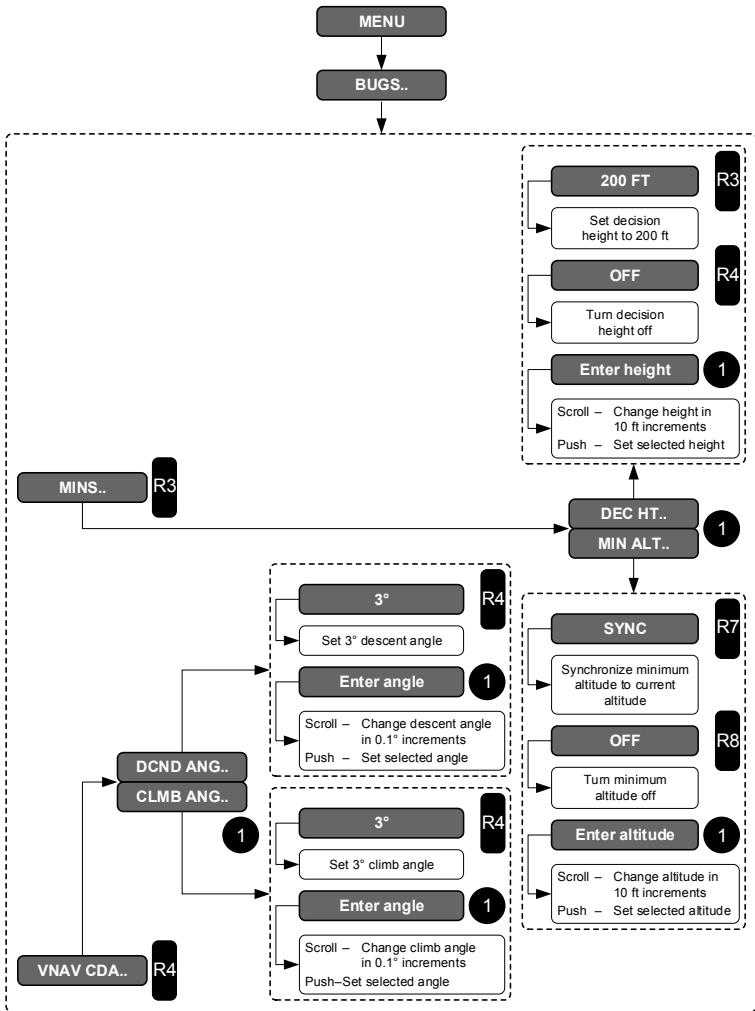 MENU
BUGS..
200 FT
R3
Set decision
height to 200 ft
OFF
R4
Turn decision
height off
Enter height
1
Scroll – Change height in
10 ft increments
Push – Set selected height
MINS..
R3
DEC HT..
MIN ALT..
1
3°
R4
Set 3° descent angle
Enter angle
1
Scroll – Change descent angle
in 0.1° increments
Push – Set selected angle
SYNC
R7
Synchronize minimum
altitude to current
altitude
OFF
R8
Turn minimum
altitude off
Enter altitude
1
Scroll – Change altitude in
10 ft increments
Push – Set selected altitude
DCND ANG..
CLMB ANG..
1
3°
R4
Set 3° climb angle
Enter angle
1
Scroll – Change climb angle
in 0.1° increments
Push–Set selected angle
VNAV CDA..
R4